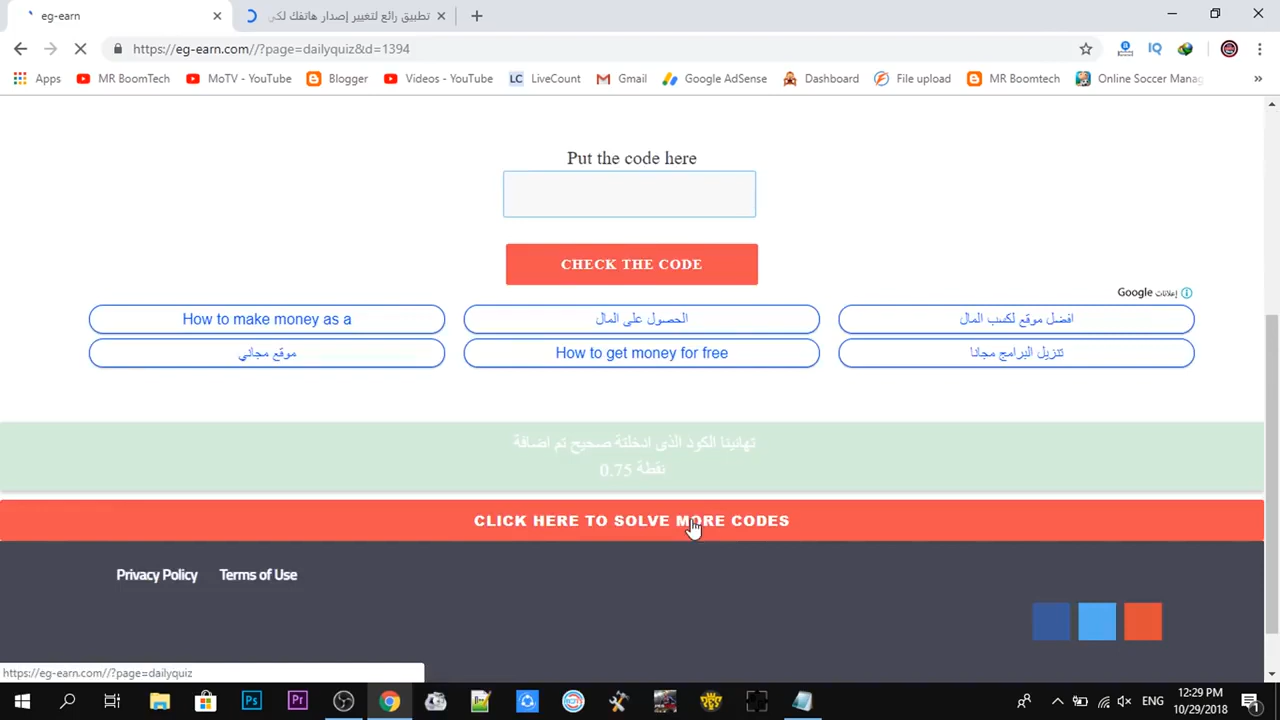 eg-earn
تطبيق رائع لتغيير إصدار هاتفك لكي
https://eg-earn.com//?page=dailyquiz&d=1394
Apps
MR BoomTech
MoTV - YouTube
Blogger
Videos - YouTube
LC LiveCount
Gmail
Google AdSense
Dashboard
File upload
MR Boomtech
Online Soccer Manag
Put the code here
CHECK THE CODE
إعلانات Google
How to make money as a
الحصول على المال
افضل موقع لكسب المال
موقع مجاني
How to get money for free
تنزيل البرامج مجانا
تهانينا الكود الذى ادخلتة صحيح تم اضافة
0.75 نقطة
CLICK HERE TO SOLVE MORE CODES
Privacy Policy
Terms of Use
https://eg-earn.com//?page=dailyquiz
12:29 PM
ENG
10/29/2018